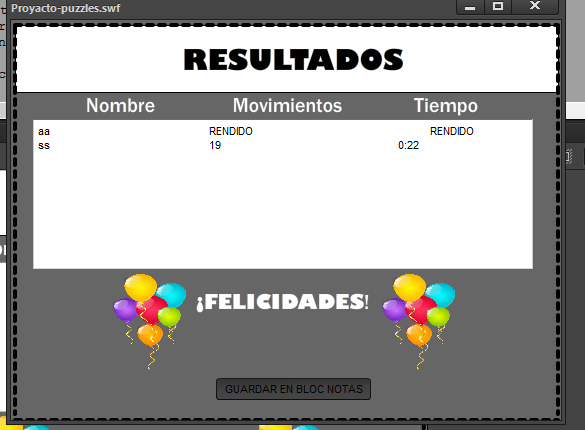 Proyacto-puzzles.swf
RESULTADOS
Nombre Movimientos Tiempo
aa RENDIDO RENDIDO
ss 19 0:22
¡FELICIDADES!
GUARDAR EN BLOC NOTAS